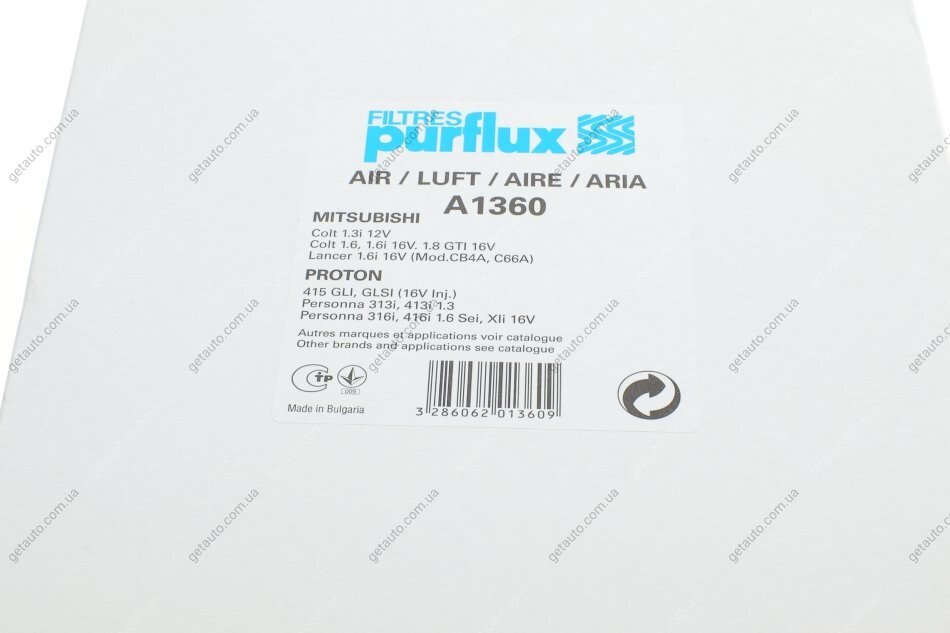 FILTRES
purflux
AIR / LUFT / AIRE / ARIA
A1360
MITSUBISHI
Colt 1.3i 12V
Colt 1.6, 1.6i 16V. 1.8 GTI 16V
Lancer 1.6i 16V (Mod.CB4A, C66A)
PROTON
415 GLI, GLSI (16V Inj.)
Personna 313i, 413i 1.3
Personna 316i, 416i 1.6 Sei, Xli 16V
Autres marques et applications voir catalogue
Other brands and applications see catalogue
CTP
009
Made in Bulgaria
3 286062 013609
getauto.com.ua